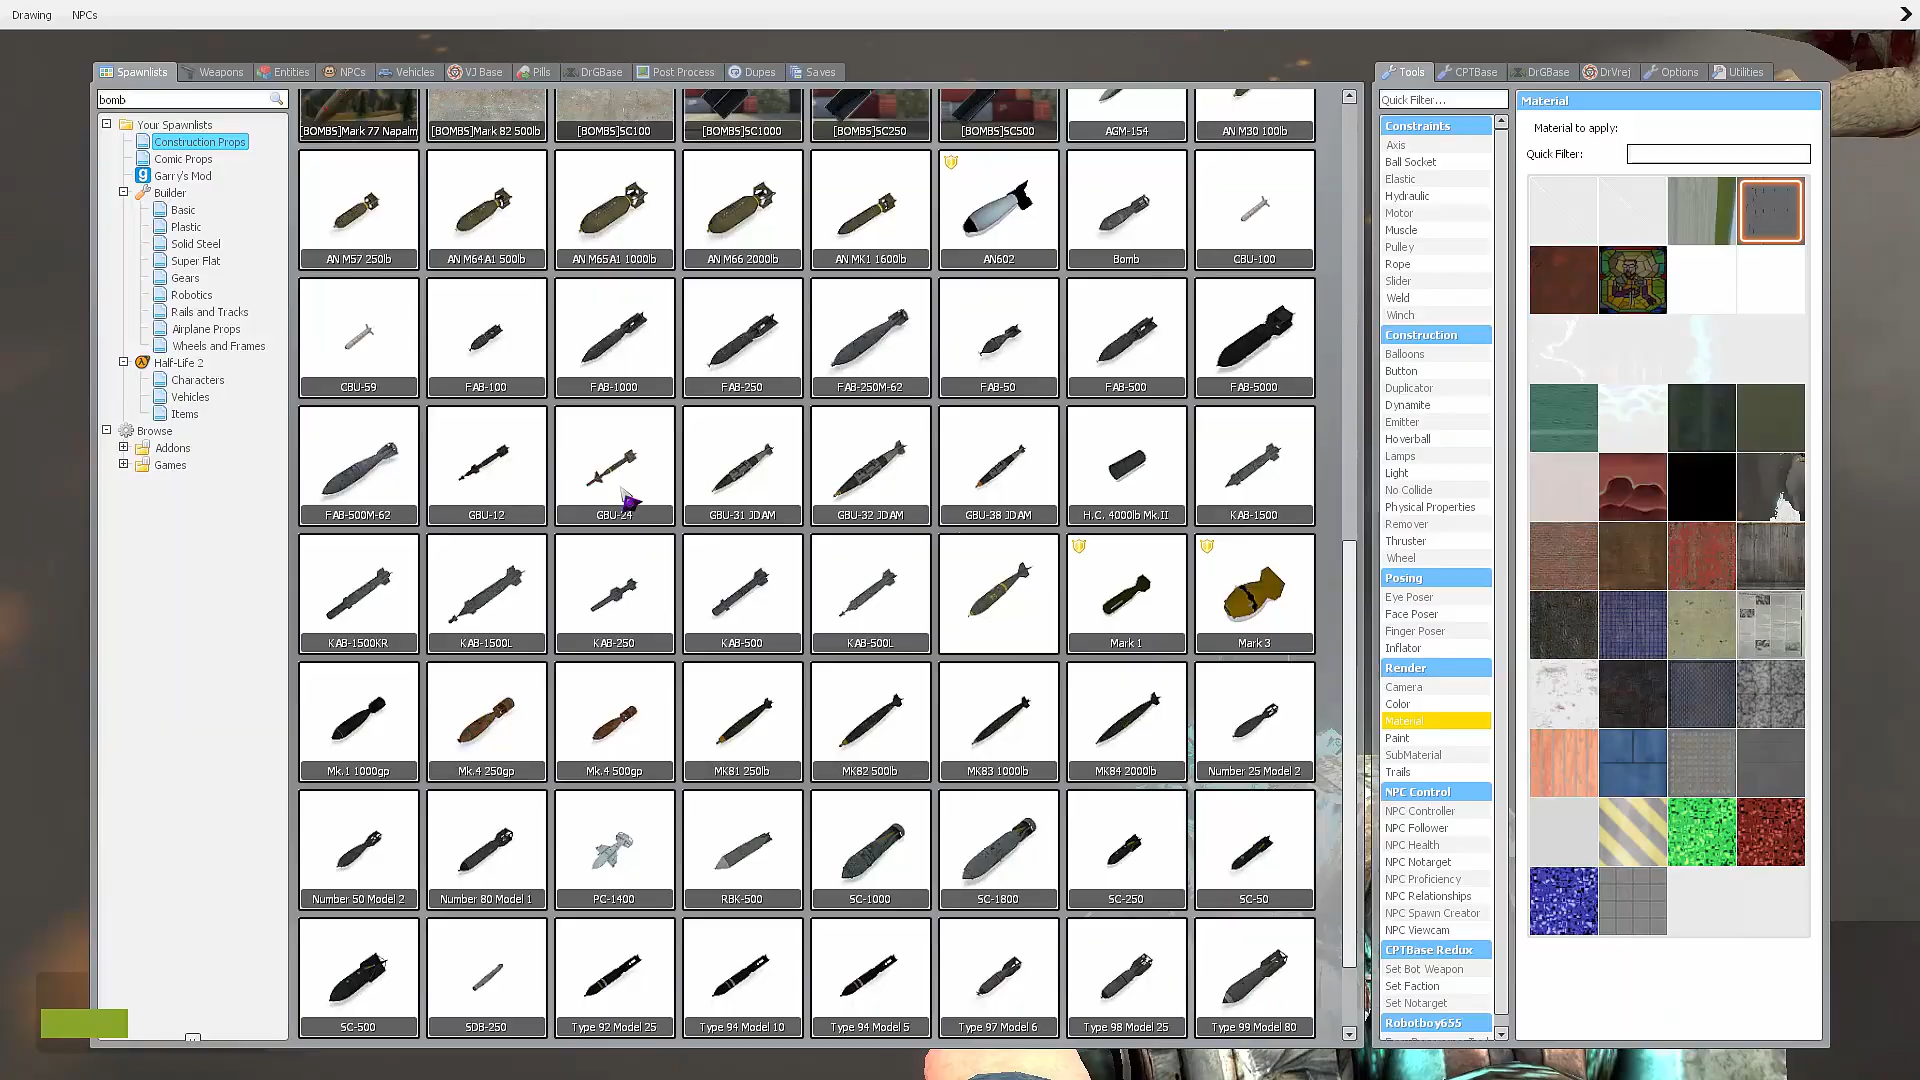 Drawing NPCs
Spawnlists Weapons Entities NPCs Vehicles VJ Base Pills DrGBase Post Process Dupes Saves
bomb
Your Spawnlists
Construction Props
Comic Props
Garry's Mod
Builder
Basic
Plastic
Solid Steel
Super Flat
Gears
Robotics
Rails and Tracks
Airplane Props
Wheels and Frames
Half-Life 2
Characters
Vehicles
Items
Browse
Addons
Games
[BOMBS]Mark 77 Napalm [BOMBS]Mark 82 500lb [BOMBS]SC100 [BOMBS]SC1000 [BOMBS]SC250 [BOMBS]SC500 AGM-154 AN M30 100lb
AN M57 250lb AN M64A1 500lb AN M65A1 1000lb AN M66 2000lb AN MK1 1600lb AN602 Bomb CBU-100
CBU-59 FAB-100 FAB-1000 FAB-250 FAB-250M-62 FAB-50 FAB-500 FAB-5000
FAB-500M-62 GBU-12 GBU-24 GBU-31 JDAM GBU-32 JDAM GBU-38 JDAM H.C. 4000lb Mk.II KAB-1500
KAB-1500KR KAB-1500L KAB-250 KAB-500 KAB-500L Mark 1 Mark 3
Mk.1 1000gp Mk.4 250gp Mk.4 500gp MK81 250lb MK82 500lb MK83 1000lb MK84 2000lb Number 25 Model 2
Number 50 Model 2 Number 80 Model 1 PC-1400 RBK-500 SC-1000 SC-1800 SC-250 SC-50
SC-500 SDB-250 Type 92 Model 25 Type 94 Model 10 Type 94 Model 5 Type 97 Model 6 Type 98 Model 25 Type 99 Model 80
Tools CPTBase DrGBase DrVrej Options Utilities
Quick Filter...
Constraints
Axis
Ball Socket
Elastic
Hydraulic
Motor
Muscle
Pulley
Rope
Slider
Weld
Winch
Construction
Balloons
Button
Duplicator
Dynamite
Emitter
Hoverball
Lamps
Light
No Collide
Physical Properties
Remover
Thruster
Wheel
Posing
Eye Poser
Face Poser
Finger Poser
Inflator
Render
Camera
Color
Material
Paint
SubMaterial
Trails
NPC Control
NPC Controller
NPC Follower
NPC Health
NPC Notarget
NPC Proficiency
NPC Relationships
NPC Spawn Creator
NPC Viewcam
CPTBase Redux
Set Bot Weapon
Set Faction
Set Notarget
Robotboy655
Material
Material to apply:
Quick Filter: